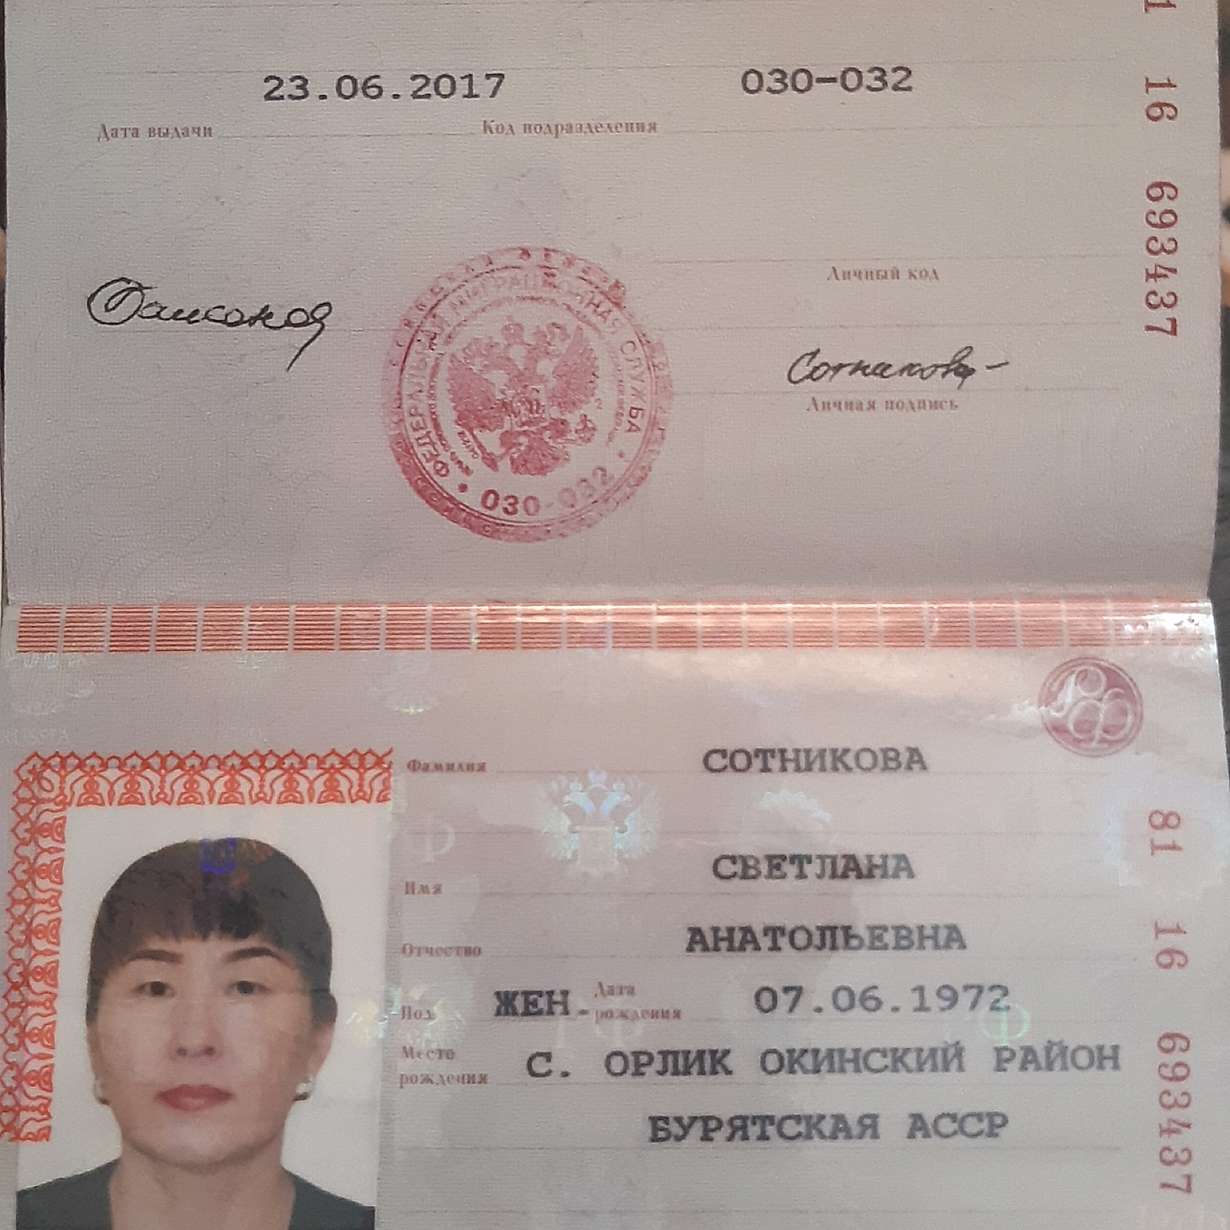 23.06.2017 030-032
Дата выдачи Код подразделения
Личный код
Сотникова
Личная подпись
ФЕДЕРАЛЬНАЯ МИГРАЦИОННАЯ СЛУЖБА
030-032
1 16 693437
Фамилия СОТНИКОВА
Имя СВЕТЛАНА
Отчество АНАТОЛЬЕВНА
Пол ЖЕН. Дата рождения 07.06.1972
Место рождения С. ОРЛИК ОКИНСКИЙ РАЙОН
БУРЯТСКАЯ АССР
81 16 693437
РФ